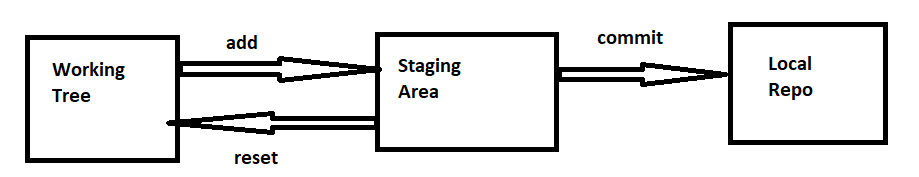 add
commit
Working
Tree
Staging
Area
Local
Repo
reset